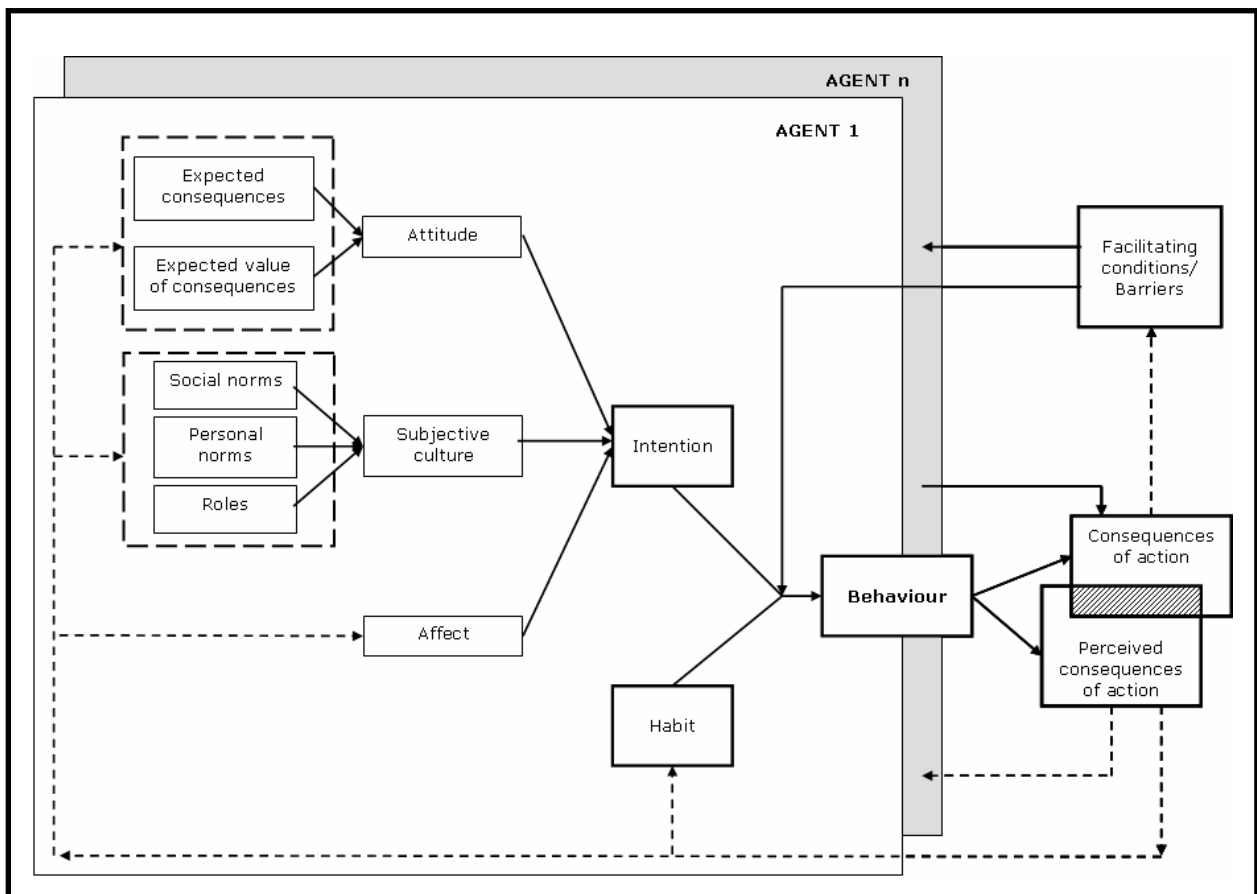 AGENT n
AGENT 1
Expected
consequences
Attitude
Expected value
of consequences
Facilitating
conditions/
Barriers
Social norms
Personal
norms
Roles
Subjective
culture
Intention
Affect
Habit
Behaviour
Consequences
of action
Perceived
consequences
of action